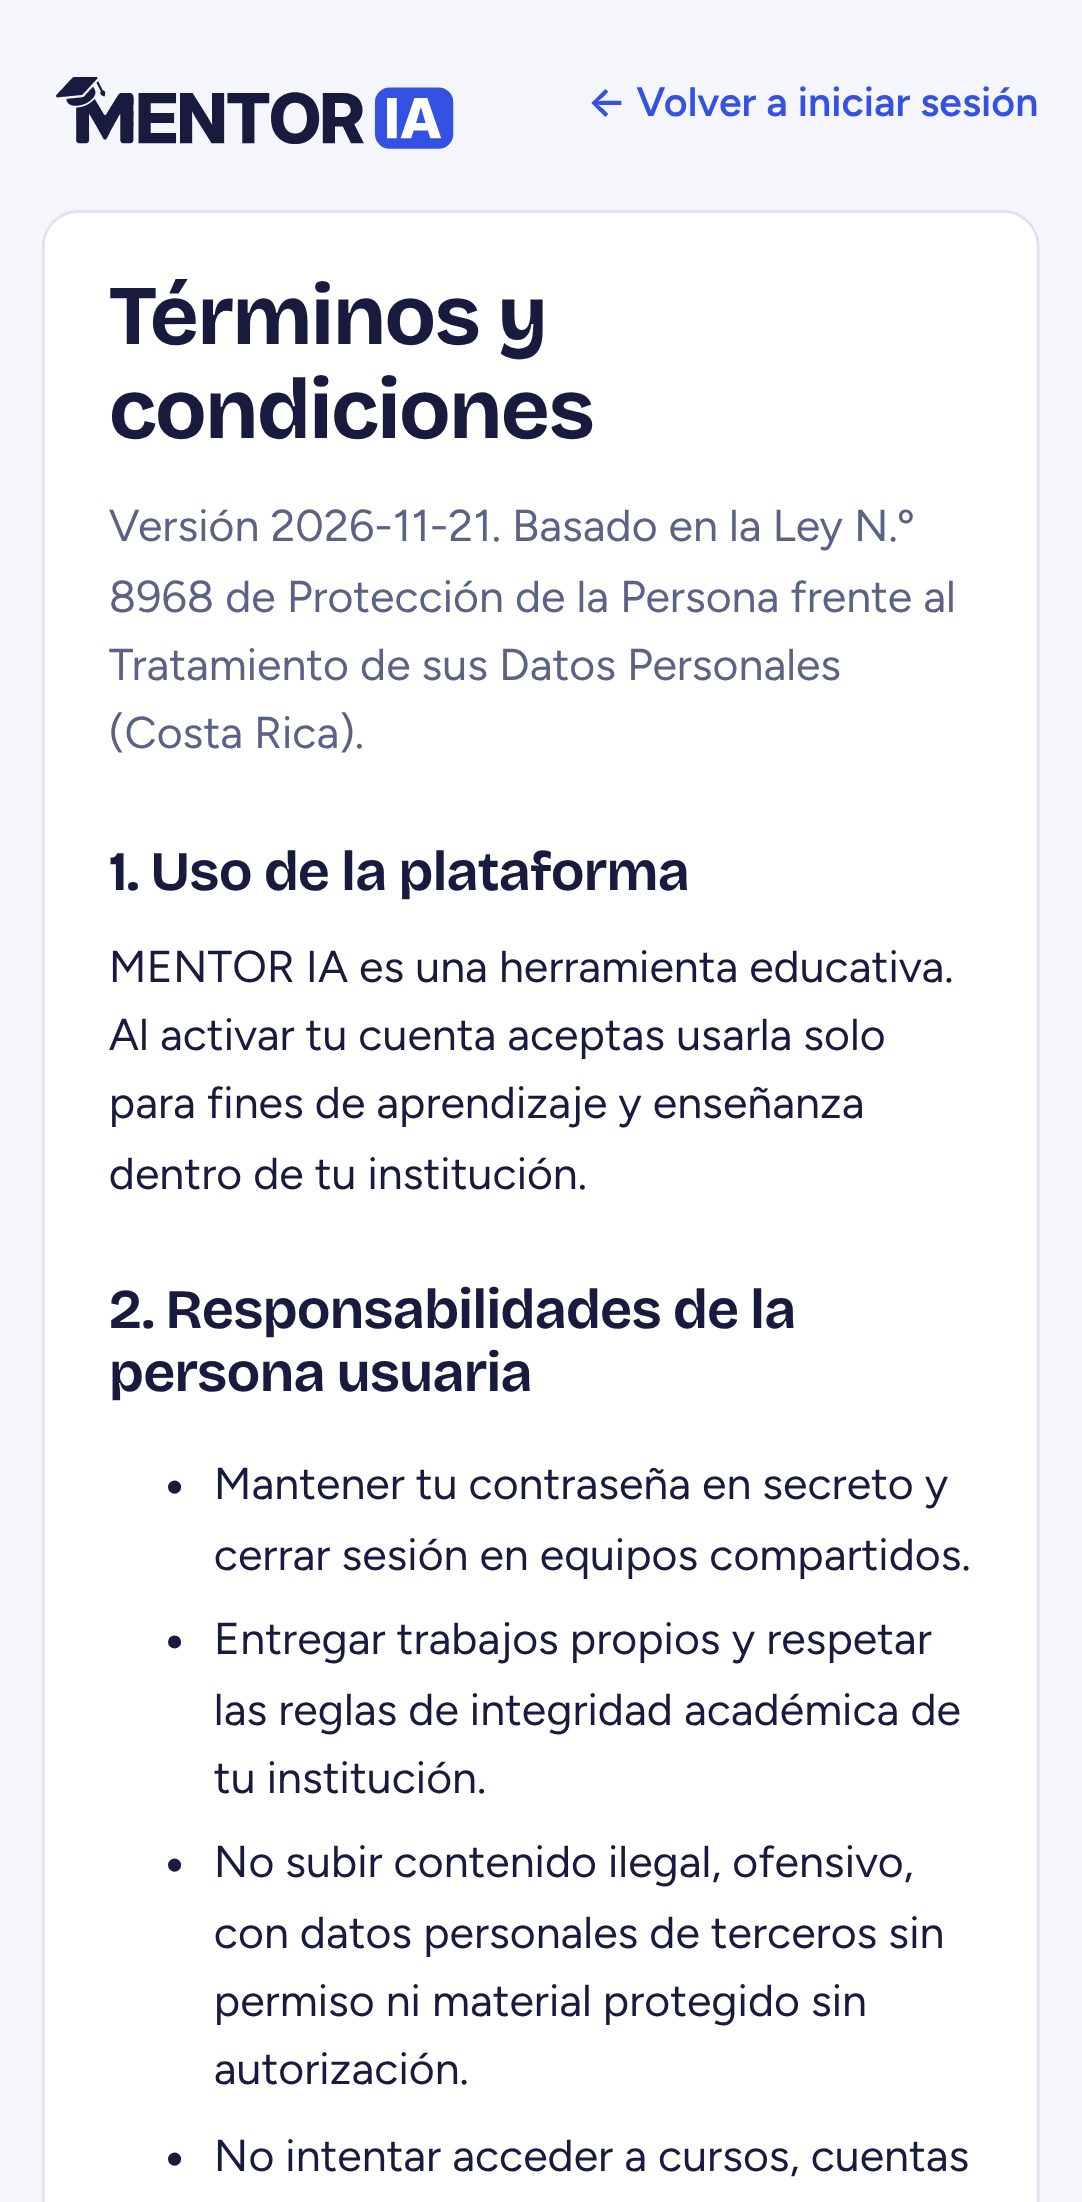 MENTOR IA
← Volver a iniciar sesión
Términos y
condiciones
Versión 2026-11-21. Basado en la Ley N.º
8968 de Protección de la Persona frente al
Tratamiento de sus Datos Personales
(Costa Rica).
1. Uso de la plataforma
MENTOR IA es una herramienta educativa.
Al activar tu cuenta aceptas usarla solo
para fines de aprendizaje y enseñanza
dentro de tu institución.
2. Responsabilidades de la
persona usuaria
• Mantener tu contraseña en secreto y
cerrar sesión en equipos compartidos.
• Entregar trabajos propios y respetar
las reglas de integridad académica de
tu institución.
• No subir contenido ilegal, ofensivo,
con datos personales de terceros sin
permiso ni material protegido sin
autorización.
• No intentar acceder a cursos, cuentas